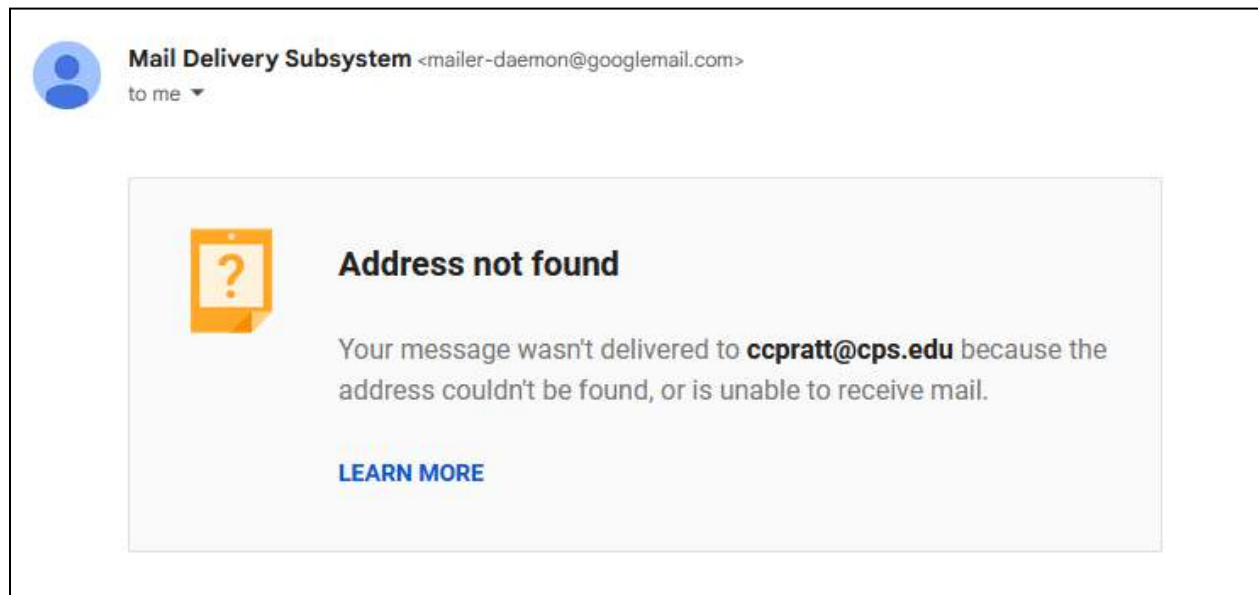 Mail Delivery Subsystem <mailer-daemon@googlemail.com>
to me
?
Address not found
Your message wasn't delivered to ccpratt@cps.edu because the
address couldn't be found, or is unable to receive mail.
LEARN MORE